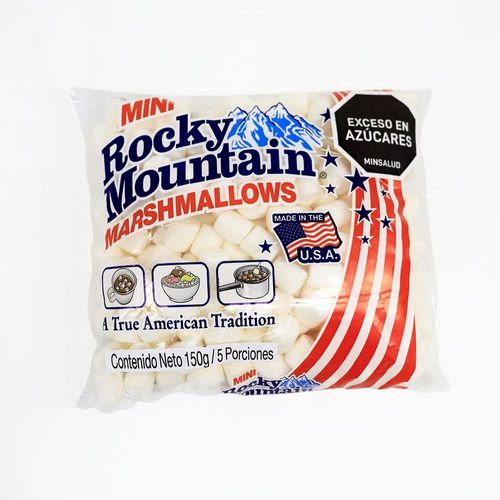 MINI
Rocky
Mountain®
MARSHMALLOWS
EXCESO EN
AZÚCARES
MINSALUD
MADE IN THE
U.S.A.
A True American Tradition
Contenido Neto 150g/5 Porciones
MINI
Rocky
Mountain